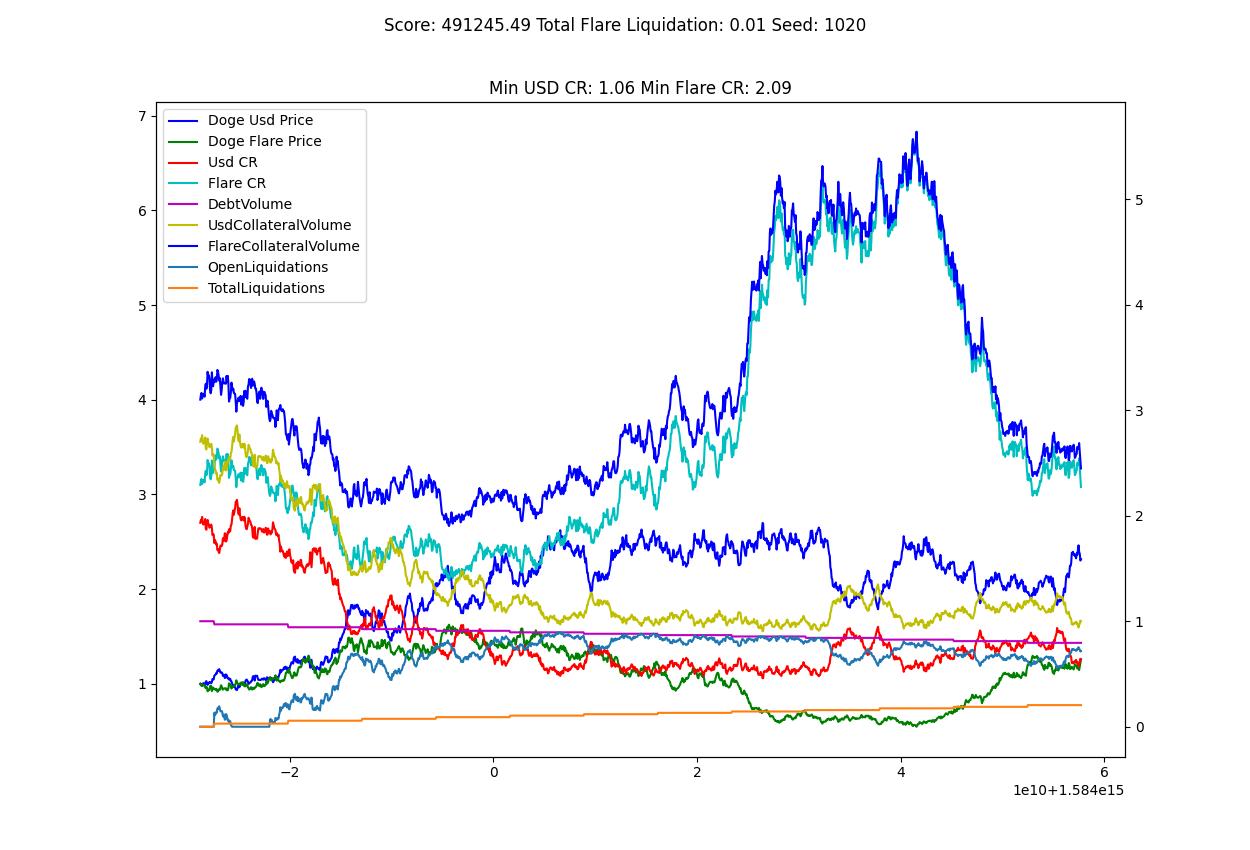 Score: 491245.49 Total Flare Liquidation: 0.01 Seed: 1020
Min USD CR: 1.06 Min Flare CR: 2.09
Doge Usd Price
Doge Flare Price
Usd CR
Flare CR
DebtVolume
UsdCollateralVolume
FlareCollateralVolume
OpenLiquidations
TotalLiquidations
7
6
5
4
3
2
1
5
4
3
2
1
0
−2
0
2
4
6
1e10+1.584e15